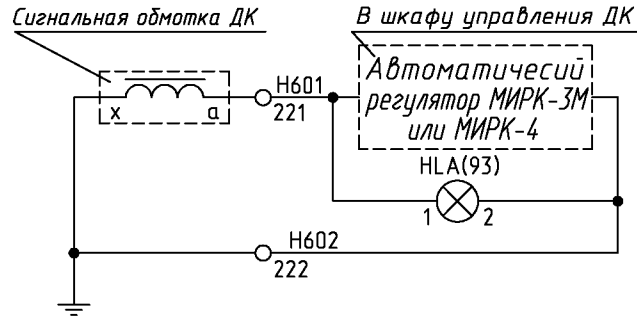 Сигнальная обмотка ДК
В шкафу управления ДК
Автоматичесий
регулятор МИРК-3М
или МИРК-4
x
a
H601
221
HLA(93)
1
2
H602
222